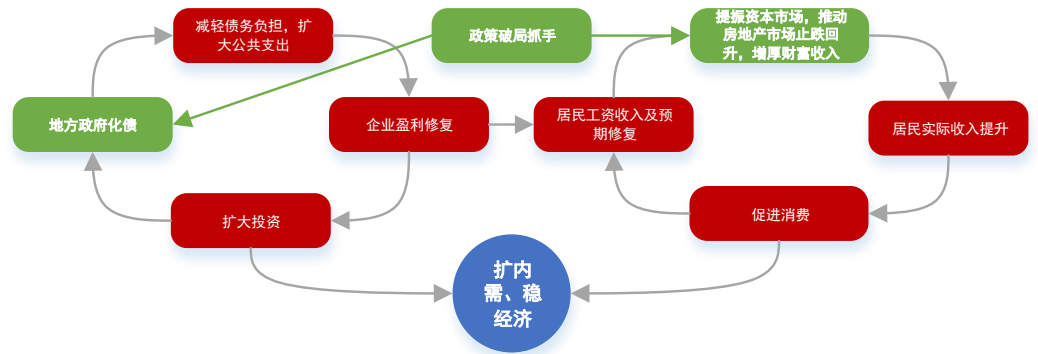 减轻债务负担，扩
大公共支出
政策破局抓手
提振资本市场，推动
房地产市场止跌回
升，增厚财富收入
地方政府化债
企业盈利修复
居民工资收入及预
期修复
居民实际收入提升
扩大投资
促进消费
扩内
需、稳
经济